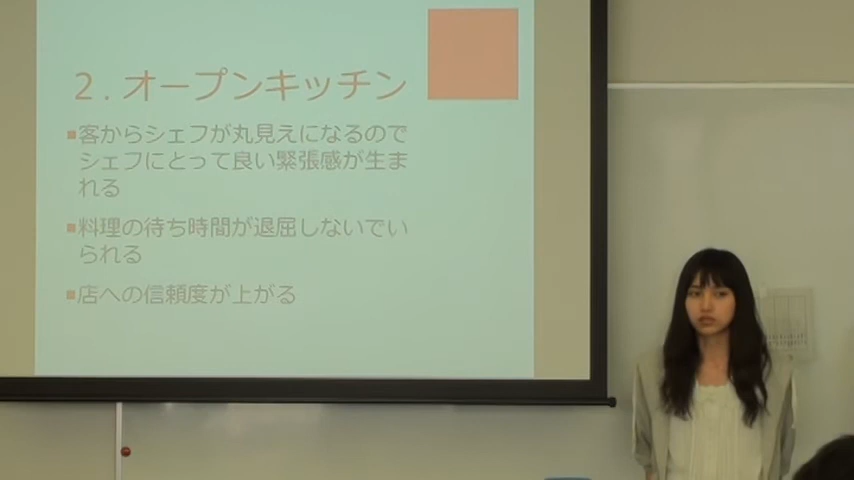 2．オープンキッチン
■客からシェフが丸見えになるので
シェフにとって良い緊張感が生ま
れる
■料理の待ち時間が退屈しないでい
られる
■店への信頼度が上がる